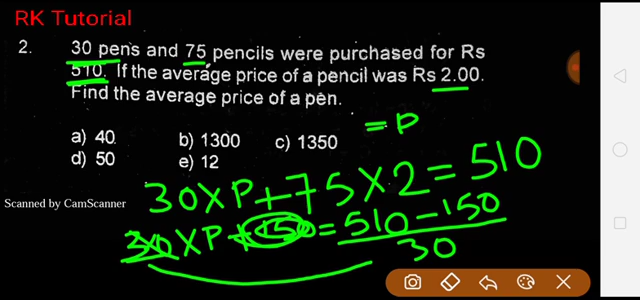 RK Tutorial
2. 30 pens and 75 pencils were purchased for Rs
510. If the average price of a pencil was Rs 2.00.
Find the average price of a pen.
= P
a) 40 b) 1300 c) 1350
d) 50 e) 12
30 X P + 75 X 2 = 510
Scanned by CamScanner
30 X P + 150 = 510 - 150
30